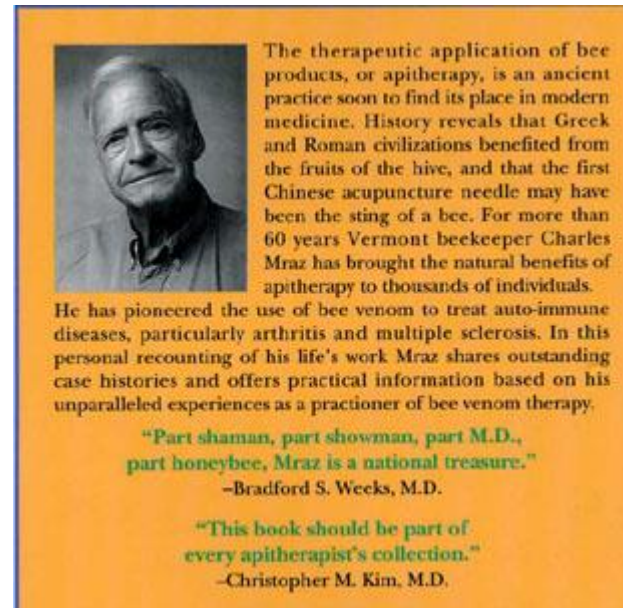 The therapeutic application of bee
products, or apitherapy, is an ancient
practice soon to find its place in modern
medicine. History reveals that Greek
and Roman civilizations benefited from
the fruits of the hive, and that the first
Chinese acupuncture needle may have
been the sting of a bee. For more than
60 years Vermont beekeeper Charles
Mraz has brought the natural benefits of
apitherapy to thousands of individuals.
He has pioneered the use of bee venom to treat auto-immune
diseases, particularly arthritis and multiple sclerosis. In this
personal recounting of his life's work Mraz shares outstanding
case histories and offers practical information based on his
unparalleled experiences as a practioner of bee venom therapy.
"Part shaman, part showman, part M.D.,
part honeybee, Mraz is a national treasure."
–Bradford S. Weeks, M.D.
"This book should be part of
every apitherapist's collection."
–Christopher M. Kim, M.D.